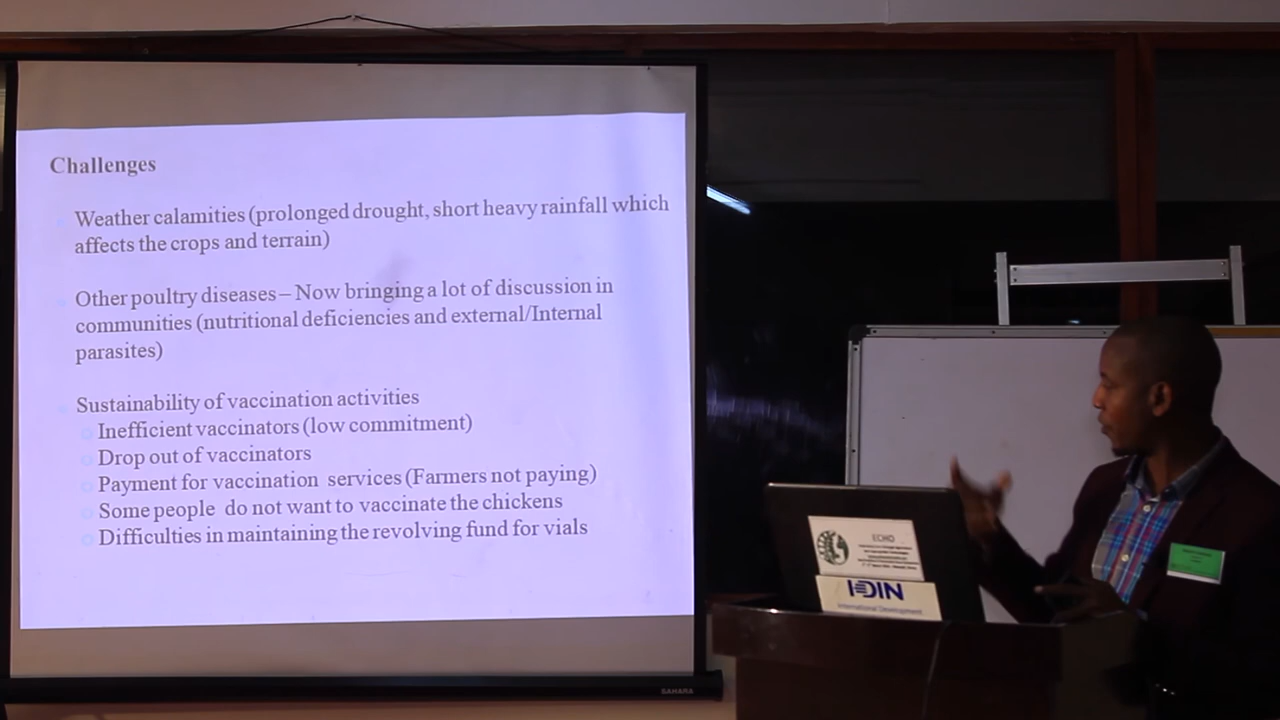 Challenges
Weather calamities (prolonged drought, short heavy rainfall which
affects the crops and terrain)
Other poultry diseases – Now bringing a lot of discussion in
communities (nutritional deficiencies and external/Internal
parasites)
Sustainability of vaccination activities
Inefficient vaccinators (low commitment)
Drop out of vaccinators
Payment for vaccination services (Farmers not paying)
Some people do not want to vaccinate the chickens
Difficulties in maintaining the revolving fund for vials
SAHARA
ECHO
IDIN
International Development